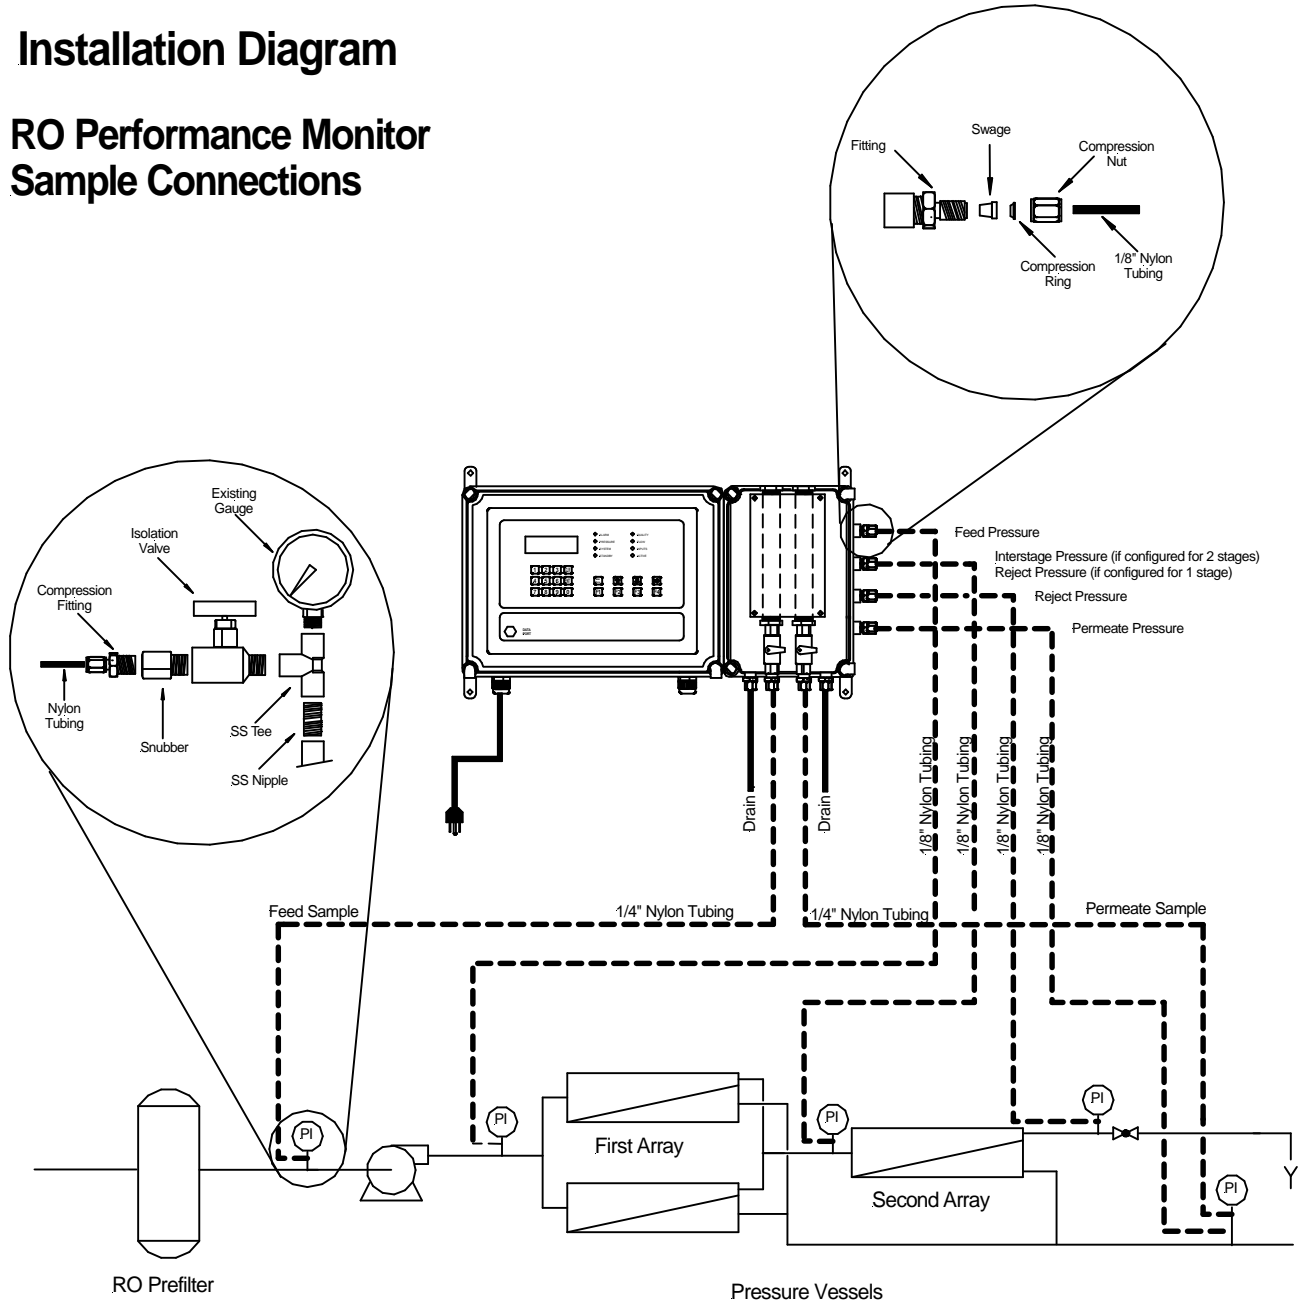 Installation Diagram
RO Performance Monitor
Sample Connections
Fitting
Swage
Compression
Nut
Compression
Ring
1/8" Nylon
Tubing
Existing
Gauge
Isolation
Valve
Compression
Fitting
Nylon
Tubing
Snubber
SS Tee
SS Nipple
Feed Pressure
Interstage Pressure (if configured for 2 stages)
Reject Pressure (if configured for 1 stage)
Reject Pressure
Permeate Pressure
DATA
PORT
Drain
Drain
1/8" Nylon Tubing
1/8" Nylon Tubing
1/8" Nylon Tubing
1/8" Nylon Tubing
Feed Sample
1/4" Nylon Tubing
1/4" Nylon Tubing
Permeate Sample
PI
PI
PI
PI
PI
First Array
Second Array
RO Prefilter
Pressure Vessels